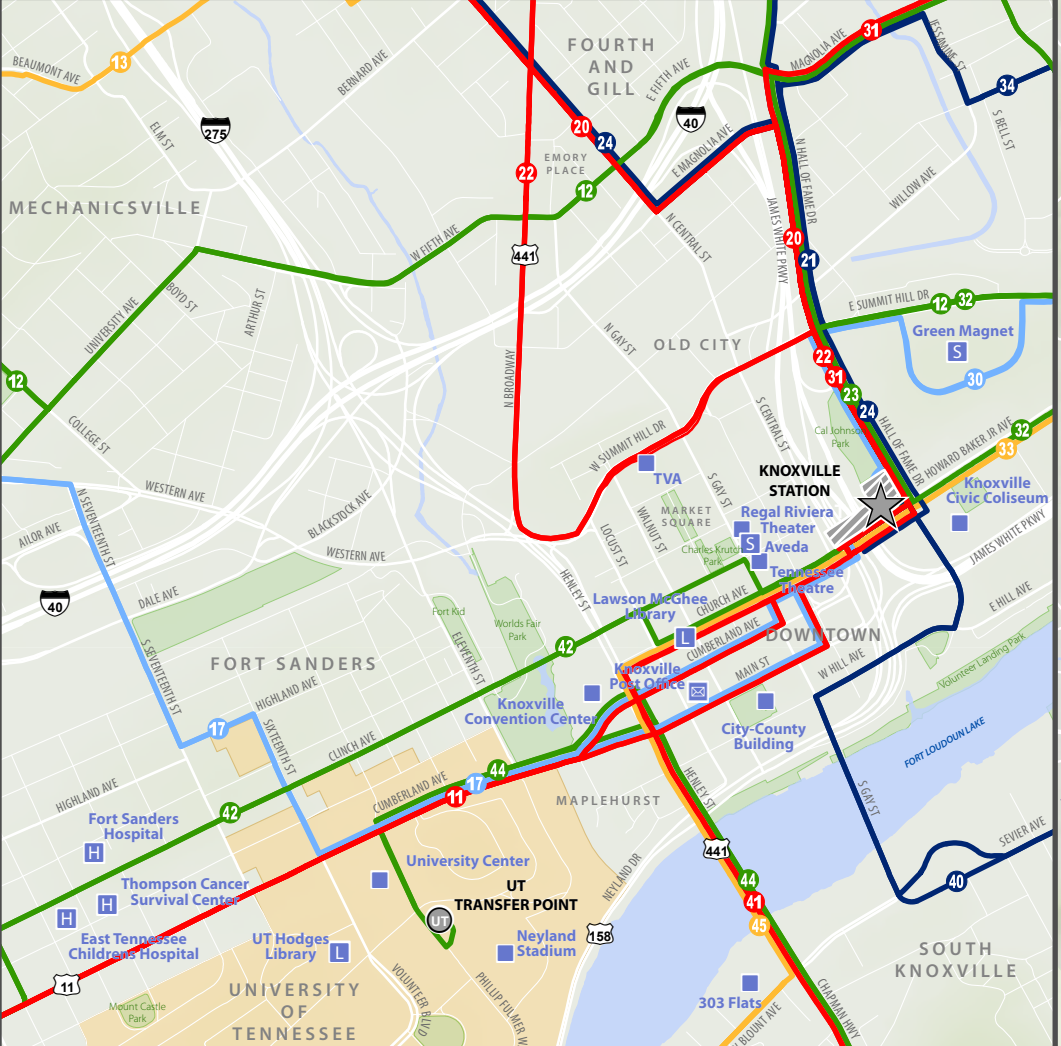 FOURTH
AND
GILL
31
MAGNOLIA AVE
JESSAMINE ST
BEAUMONT AVE
13
BERNARD AVE
E FIFTH AVE
34
40
S BELL ST
275
ELM ST
20
24
E MAGNOLIA AVE
N HALL OF FAME DR
EMORY
PLACE
22
12
WILLOW AVE
MECHANICSVILLE
JAMES WHITE PKWY
N CENTRAL ST
20
21
W FIFTH AVE
441
BOYD ST
ARTHUR ST
UNIVERSITY AVE
E SUMMIT HILL DR
12
32
Green Magnet
S
N GAY ST
OLD CITY
22
31
30
12
N BROADWAY
23
24
S CENTRAL ST
HALL OF FAME DR
COLLEGE ST
W SUMMIT HILL DR
Cal Johnson
Park
HOWARD BAKER JR AVE
32
33
KNOXVILLE
STATION
TVA
S GAY ST
Knoxville
Civic Coliseum
WESTERN AVE
N SEVENTEENTH ST
BLACKSTOCK AVE
MARKET
SQUARE
WALNUT ST
LOCUST ST
Regal Riviera
Theater
S
Aveda
JAMES WHITE PKWY
AILOR AVE
WESTERN AVE
Charles Krutch
Park
Tennessee
Theatre
HENLEY ST
40
DALE AVE
E HILL AVE
Lawson McGhee
Library
CHURCH AVE
Fort Kid
Worlds Fair
Park
L
CUMBERLAND AVE
DOWNTOWN
42
ELEVENTH ST
S SEVENTEENTH ST
FORT SANDERS
Knoxville
Post Office
MAIN ST
W HILL AVE
Volunteer Landing Park
HIGHLAND AVE
Knoxville
Convention Center
17
City-County
Building
FORT LOUDOUN LAKE
SIXTEENTH ST
CLINCH AVE
44
17
11
CUMBERLAND AVE
HIGHLAND AVE
HENLEY ST
S GAY ST
MAPLEHURST
42
Fort Sanders
Hospital
H
441
SEVIER AVE
University Center
NEYLAND DR
44
40
Thompson Cancer
Survival Center
H
H
UT
TRANSFER POINT
41
UT
45
East Tennessee
Childrens Hospital
UT Hodges
Library
L
Neyland
Stadium
158
SOUTH
KNOXVILLE
11
VOLUNTEER BLVD
PHILLIP FULMER W
303 Flats
CHAPMAN HWY
UNIVERSITY
OF
TENNESSEE
Mount Castle
Park
BLOUNT AVE